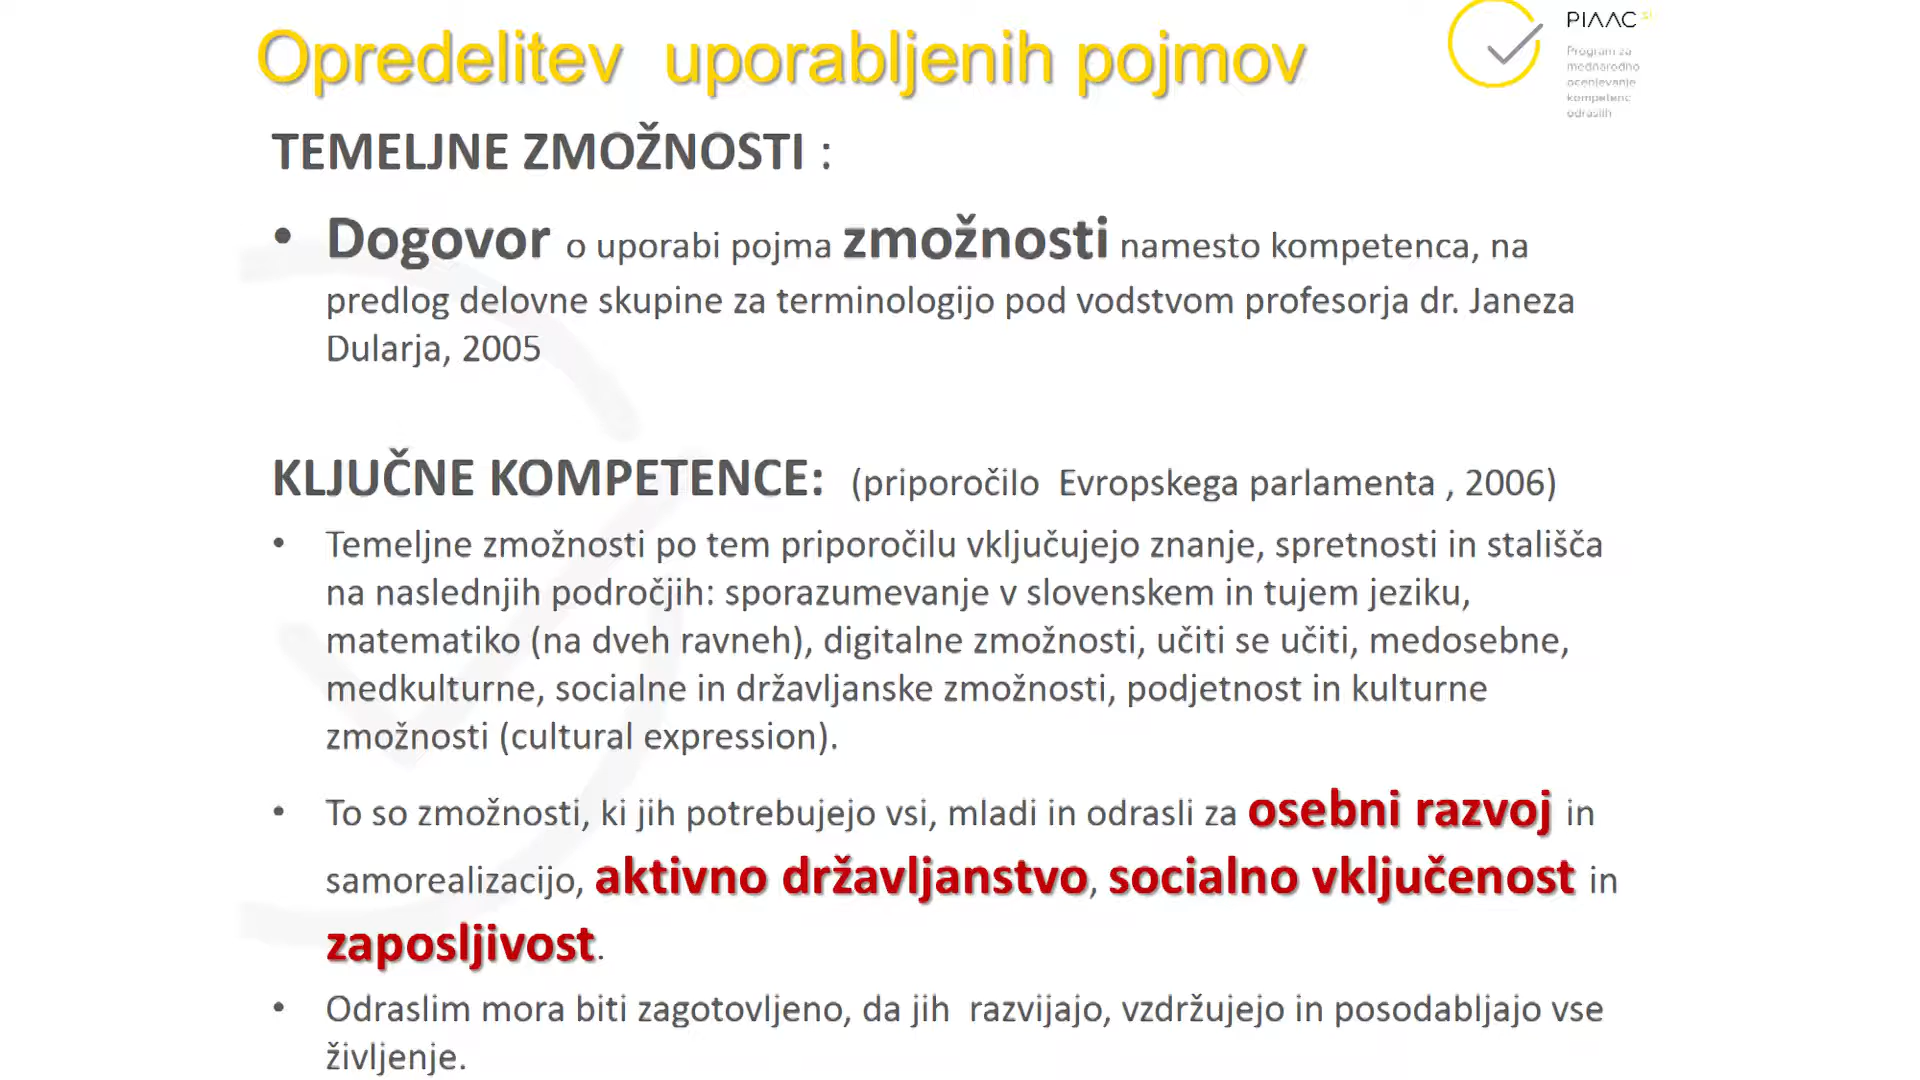 Opredelitev uporabljenih pojmov
PIAAC
Program za
mednarodno
ocenjevanje
kompetenc
odraslih
TEMELJNE ZMOŽNOSTI :
• Dogovor o uporabi pojma zmožnosti namesto kompetenca, na
predlog delovne skupine za terminologijo pod vodstvom profesorja dr. Janeza
Dularja, 2005
KLJUČNE KOMPETENCE: (priporočilo Evropskega parlamenta , 2006)
• Temeljne zmožnosti po tem priporočilu vključujejo znanje, spretnosti in stališča
na naslednjih področjih: sporazumevanje v slovenskem in tujem jeziku,
matematiko (na dveh ravneh), digitalne zmožnosti, učiti se učiti, medosebne,
medkulturne, socialne in državljanske zmožnosti, podjetnost in kulturne
zmožnosti (cultural expression).
• To so zmožnosti, ki jih potrebujejo vsi, mladi in odrasli za osebni razvoj in
samorealizacijo, aktivno državljanstvo, socialno vključenost in
zaposljivost.
• Odraslim mora biti zagotovljeno, da jih razvijajo, vzdržujejo in posodabljajo vse
življenje.